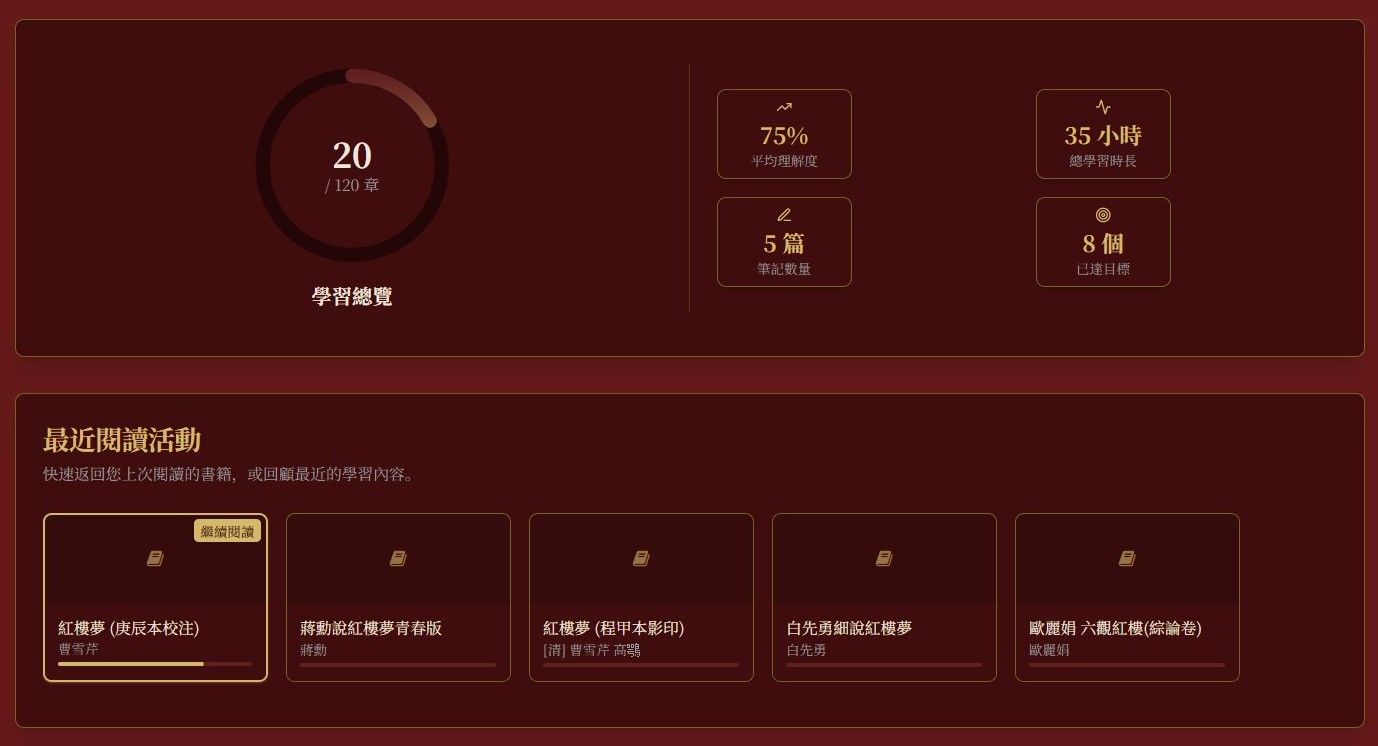 20
/ 120 章
學習總覽
75%
平均理解度
35 小時
總學習時長
5 篇
筆記數量
8 個
已達目標
最近閱讀活動
快速返回您上次閱讀的書籍，或回顧最近的學習內容。
繼續閱讀
紅樓夢 (庚辰本校注)
曹雪芹
蔣勳說紅樓夢青春版
蔣勳
紅樓夢 (程甲本影印)
[清] 曹雪芹 高鶚
白先勇細說紅樓夢
白先勇
歐麗娟 六觀紅樓(綜論卷)
歐麗娟